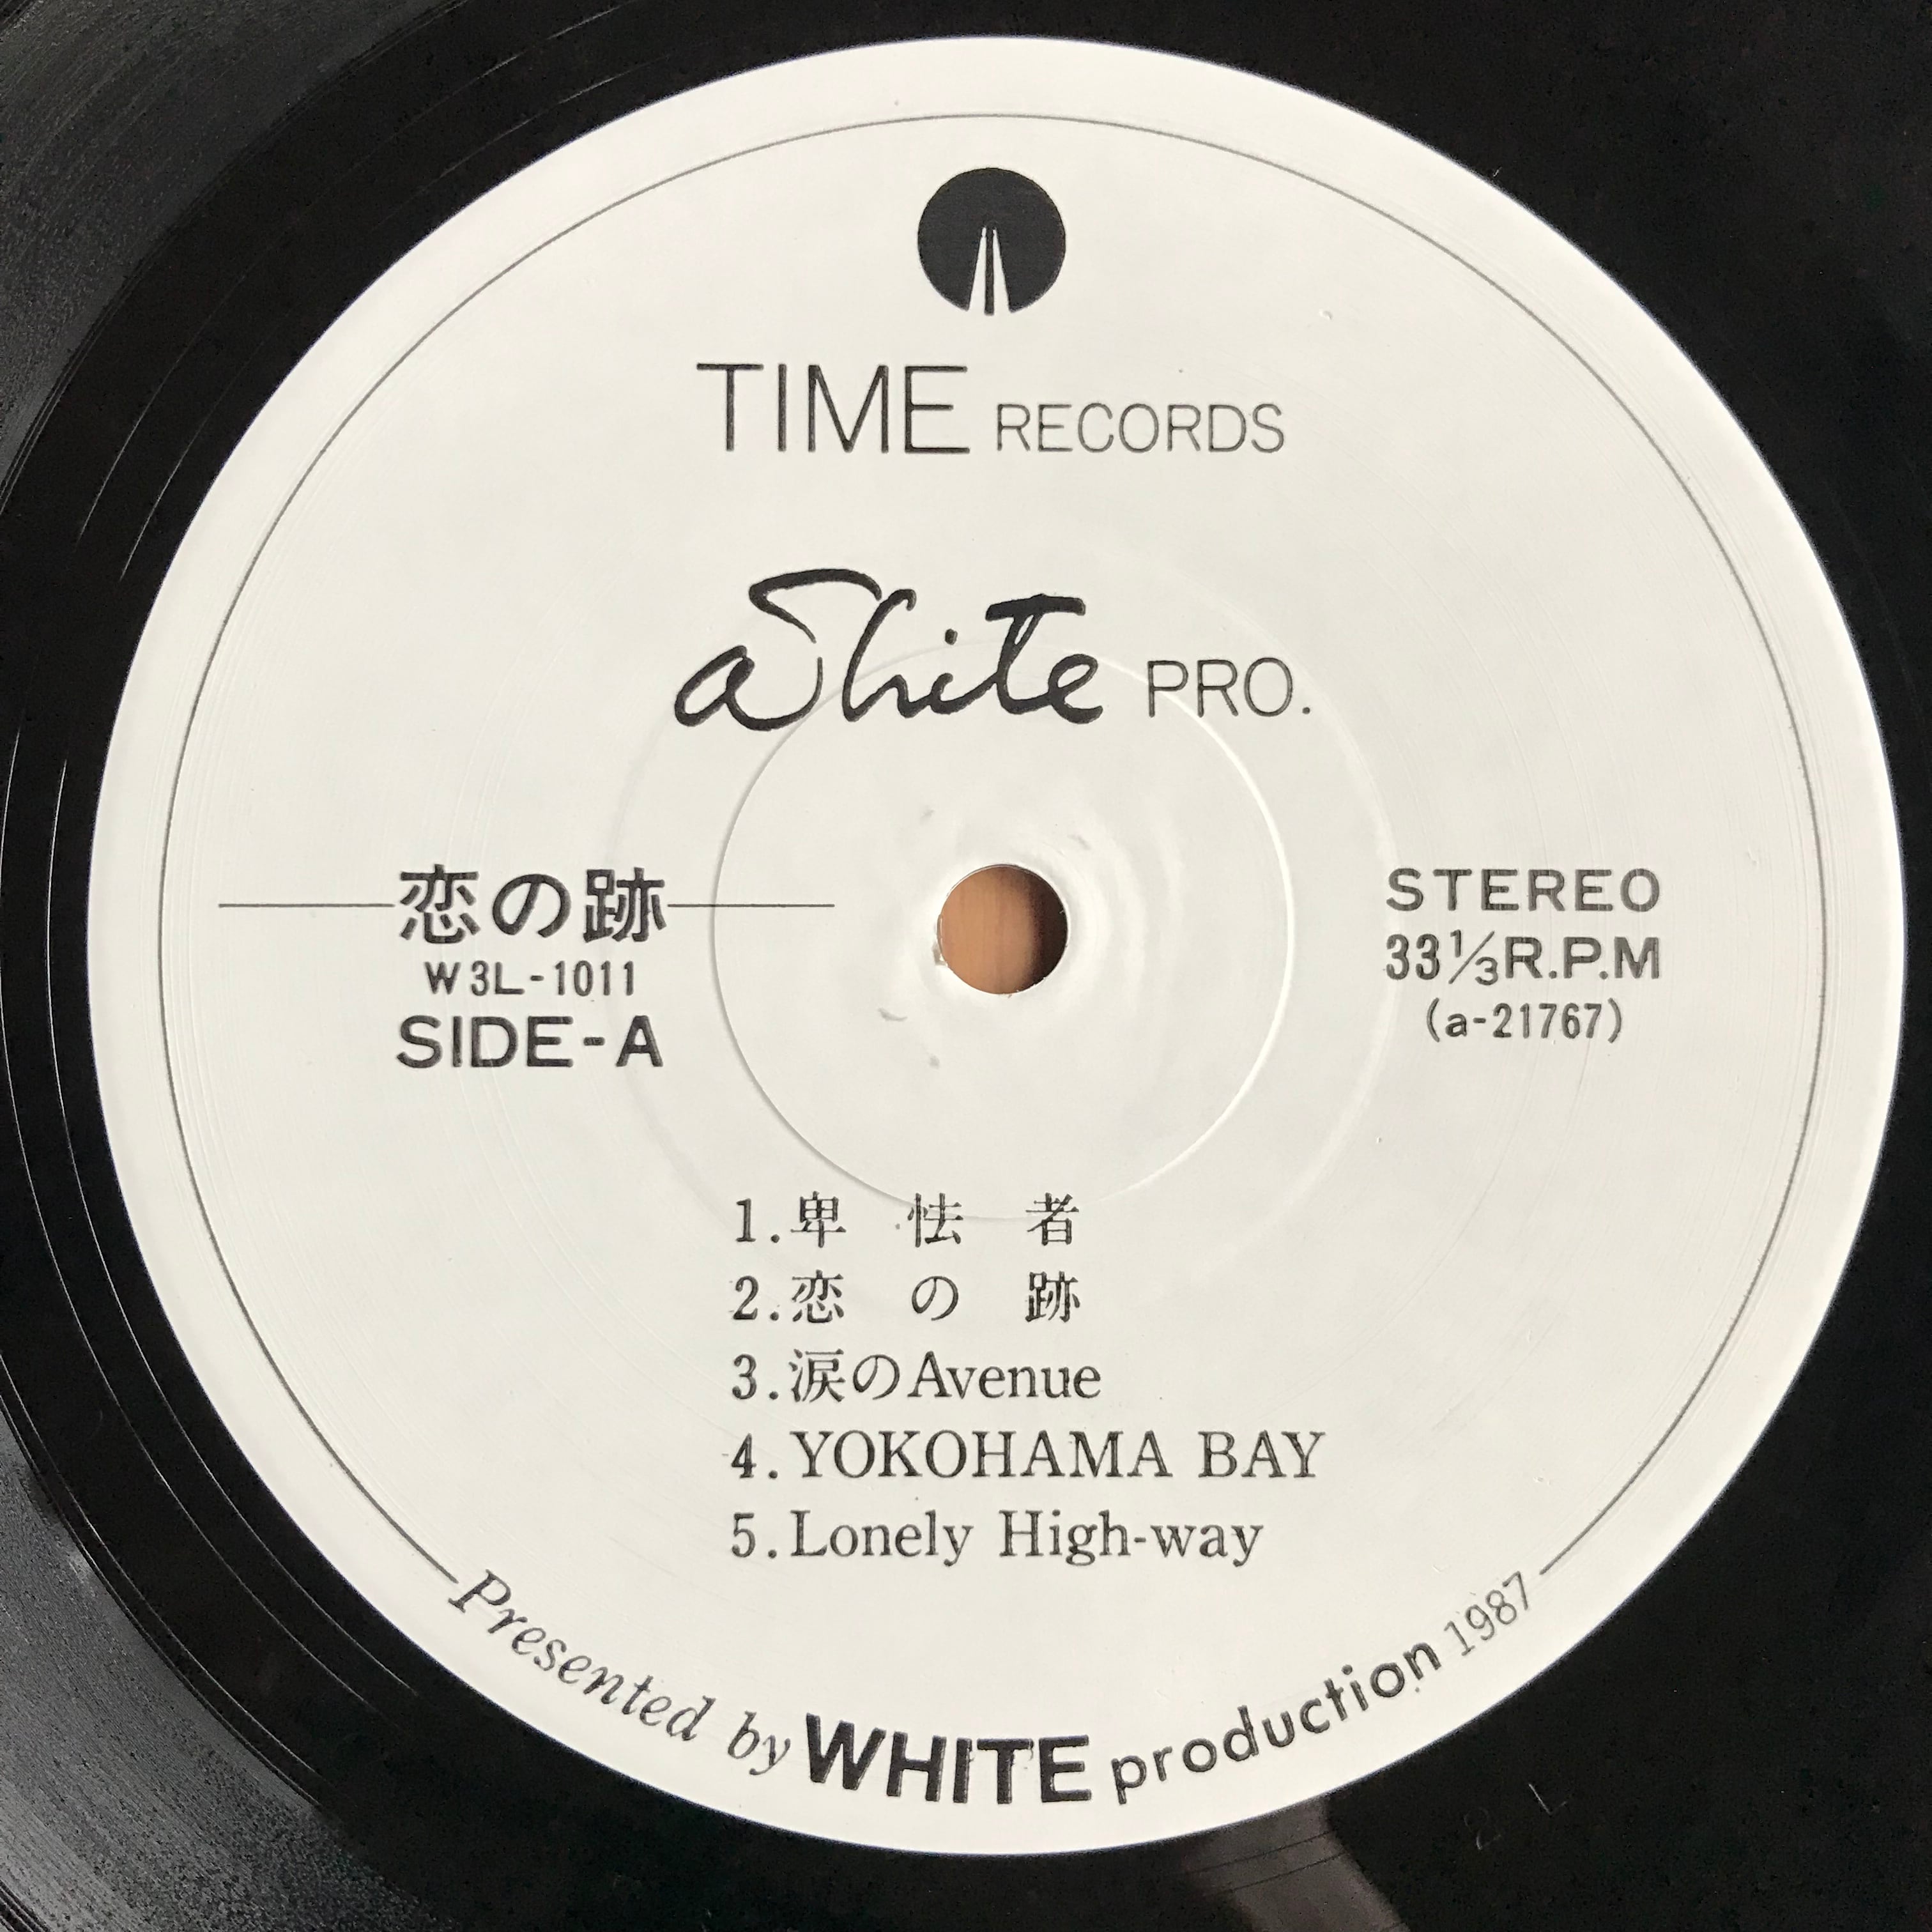 TIME RECORDS
White PRO.
恋の跡
W3L-1011
SIDE-A
STEREO
33⅓R.P.M
(a-21767)
1.卑怯者
2.恋の跡
3.涙のAvenue
4.YOKOHAMA BAY
5.Lonely High-way
Presented by WHITE production 1987
2 L